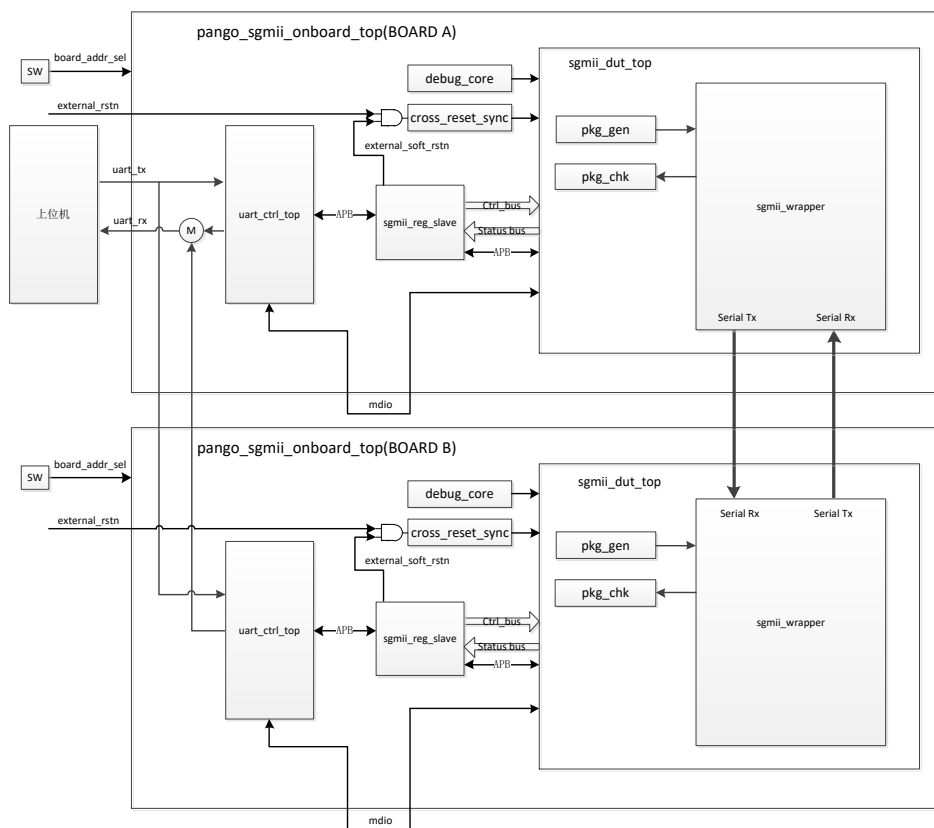 pango_sgmii_onboard_top(BOARD A)
board_addr_sel
SW
sgmii_dut_top
debug_core
external_rstn
cross_reset_sync
pkg_gen
external_soft_rstn
uart_tx
pkg_chk
上位机
uart_rx
M
uart_ctrl_top
APB
sgmii_reg_slave
Ctrl_bus
Status bus
APB
sgmii_wrapper
Serial Tx
Serial Rx
mdio
pango_sgmii_onboard_top(BOARD B)
board_addr_sel
SW
sgmii_dut_top
debug_core
Serial Rx
Serial Tx
external_rstn
cross_reset_sync
pkg_gen
external_soft_rstn
pkg_chk
uart_ctrl_top
APB
sgmii_reg_slave
Ctrl_bus
Status bus
APB
sgmii_wrapper
mdio